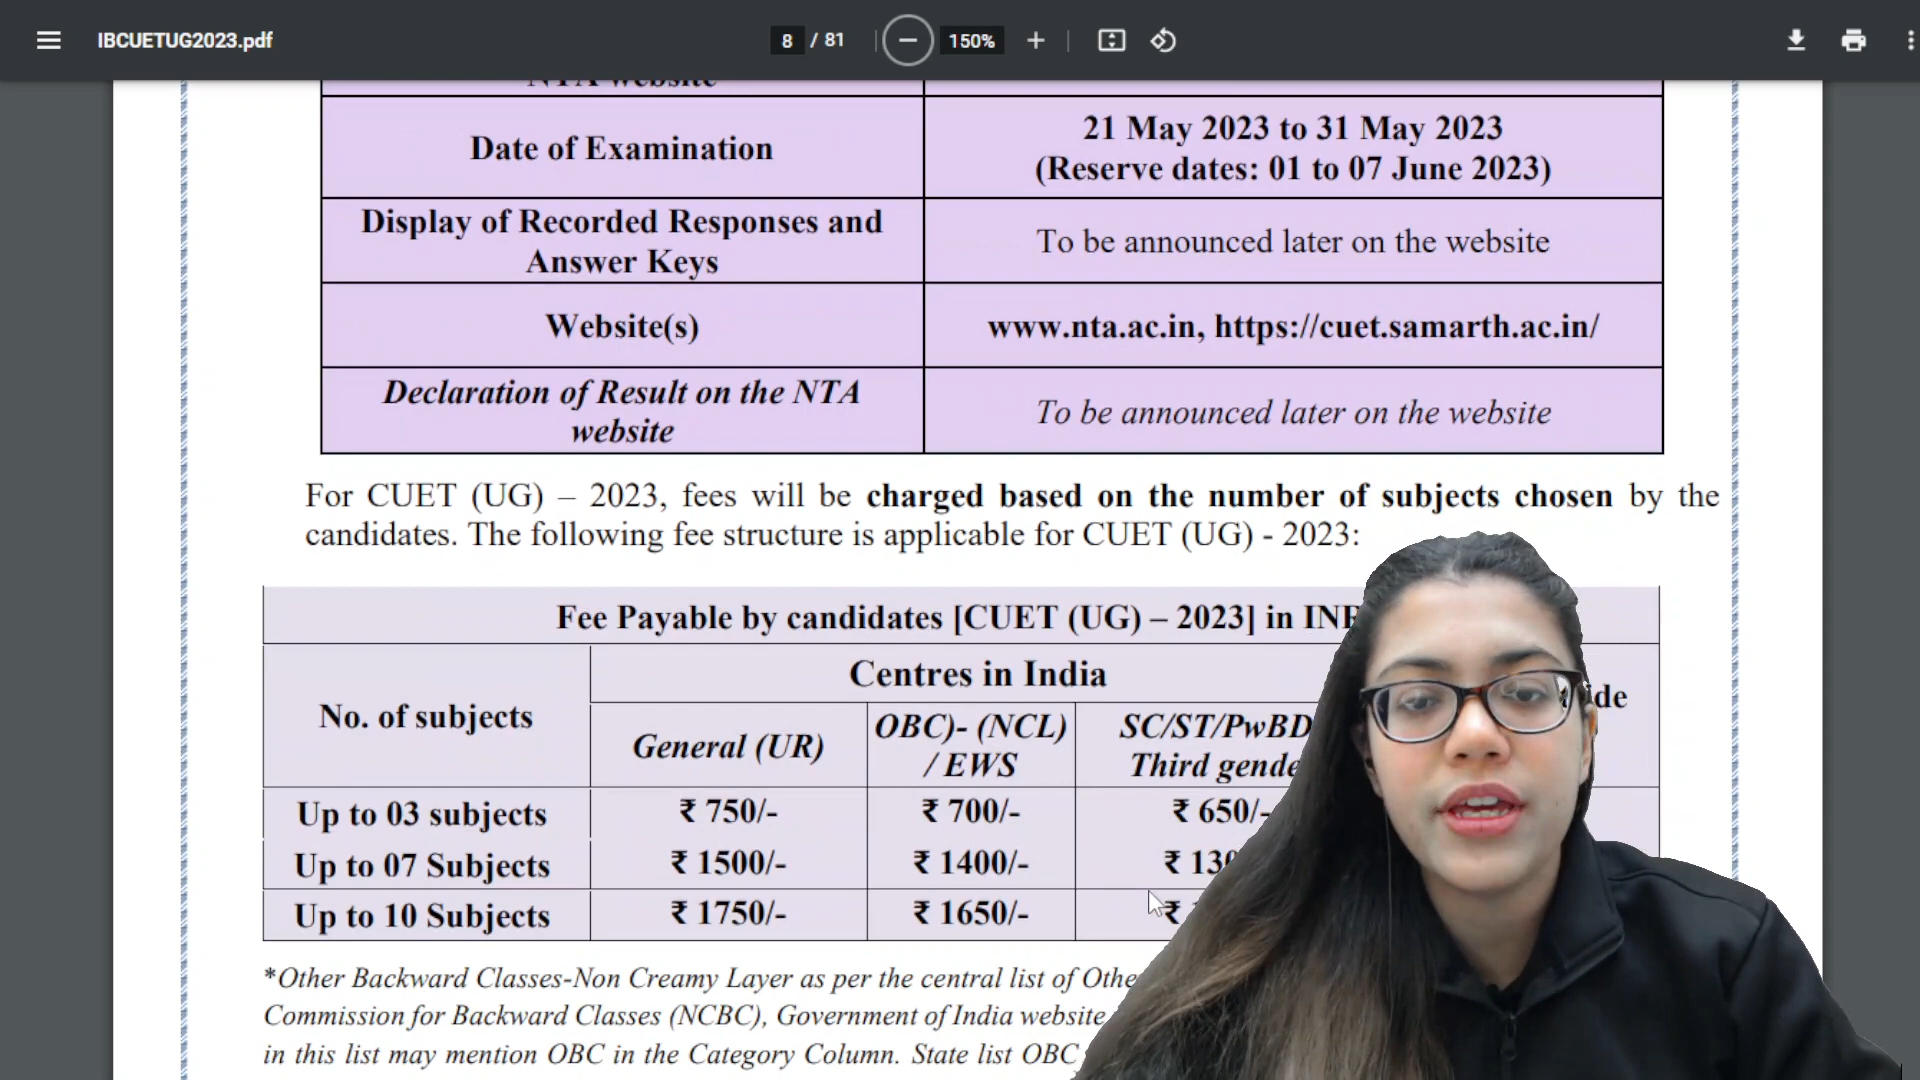 IBCUETUG2023.pdf
8 / 81
150%
NTA website
Date of Examination
21 May 2023 to 31 May 2023
(Reserve dates: 01 to 07 June 2023)
Display of Recorded Responses and
Answer Keys
To be announced later on the website
Website(s)
www.nta.ac.in, https://cuet.samarth.ac.in/
Declaration of Result on the NTA
website
To be announced later on the website
For CUET (UG) – 2023, fees will be charged based on the number of subjects chosen by the
candidates. The following fee structure is applicable for CUET (UG) - 2023:
Fee Payable by candidates [CUET (UG) – 2023] in
No. of subjects
Centres in India
General (UR)
OBC)- (NCL)
/ EWS
SC/ST/PwBD
Third
Up to 03 subjects
₹ 750/-
₹ 700/-
₹ 650/-
Up to 07 Subjects
₹ 1500/-
₹ 1400/-
₹
Up to 10 Subjects
₹ 1750/-
₹ 1650/-
₹
*Other Backward Classes-Non Creamy Layer as per the central list of
Commission for Backward Classes (NCBC), Government of India website
in this list may mention OBC in the Category Column. State list OBC